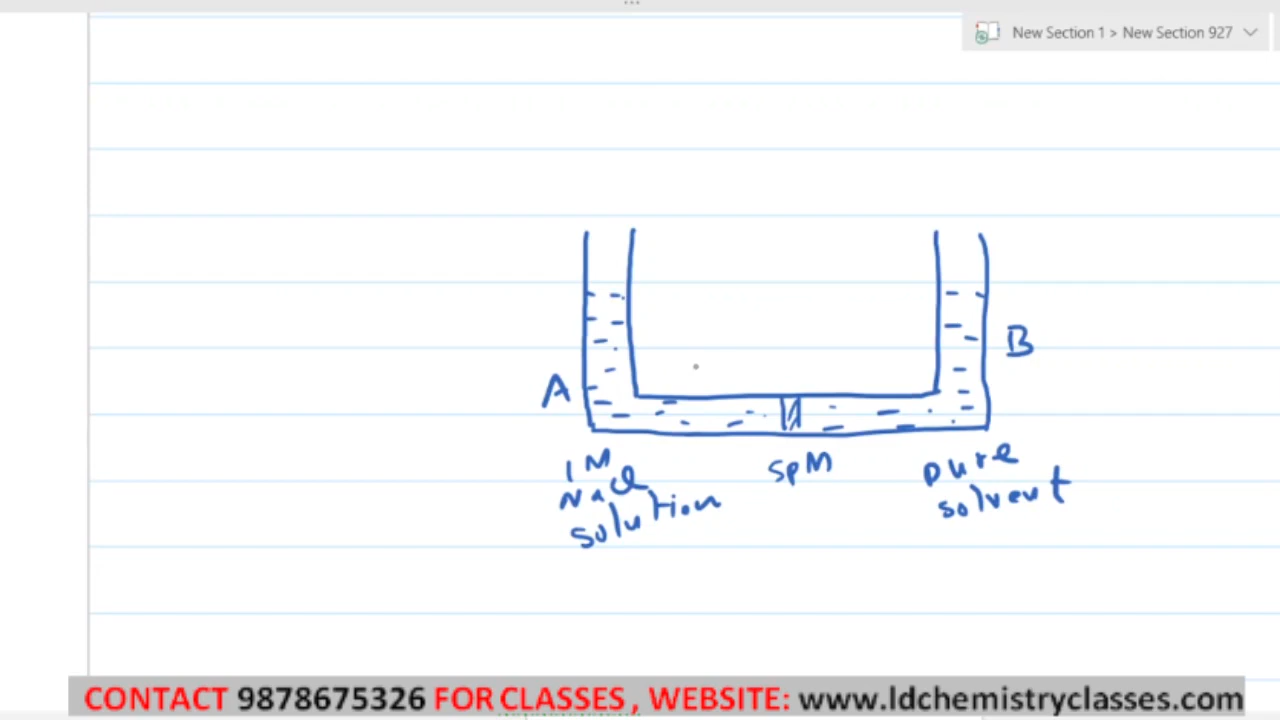 New Section 1 > New Section 927
A
B
1M
NaCl
solution
SPM
pure
solvent
CONTACT 9878675326 FOR CLASSES , WEBSITE: www.ldchemistryclasses.com